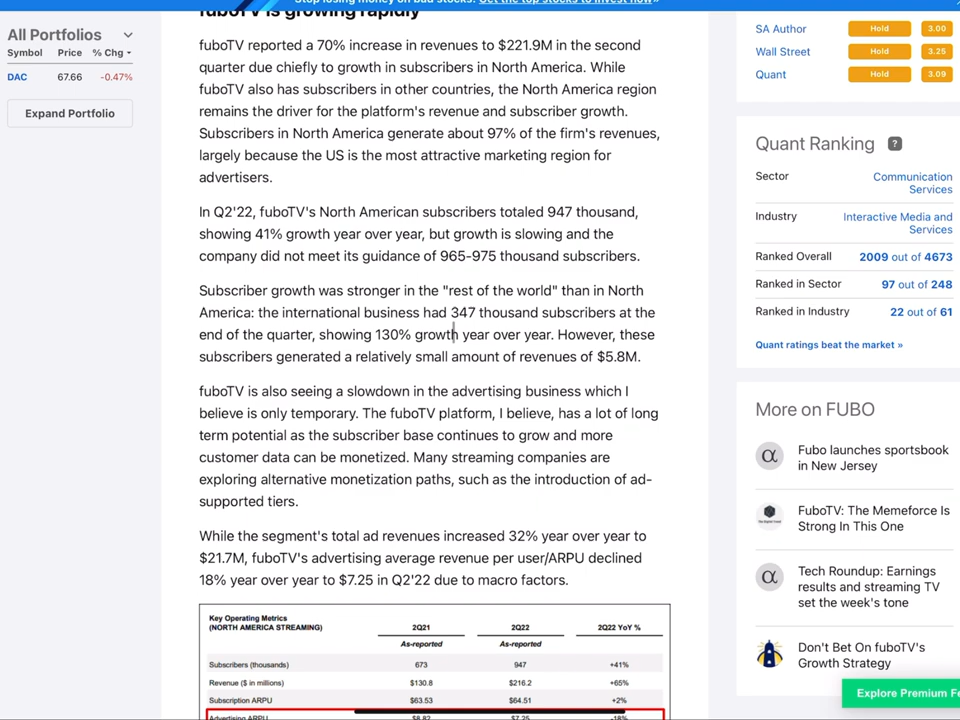 Stop losing money on bad stocks. Get the top stocks to invest now»
fuboTV is growing rapidly
All Portfolios
Symbol Price % Chg
DAC 67.66 -0.47%
Expand Portfolio
fuboTV reported a 70% increase in revenues to $221.9M in the second
quarter due chiefly to growth in subscribers in North America. While
fuboTV also has subscribers in other countries, the North America region
remains the driver for the platform's revenue and subscriber growth.
Subscribers in North America generate about 97% of the firm's revenues,
largely because the US is the most attractive marketing region for
advertisers.
In Q2'22, fuboTV's North American subscribers totaled 947 thousand,
showing 41% growth year over year, but growth is slowing and the
company did not meet its guidance of 965-975 thousand subscribers.
Subscriber growth was stronger in the "rest of the world" than in North
America: the international business had 347 thousand subscribers at the
end of the quarter, showing 130% growth year over year. However, these
subscribers generated a relatively small amount of revenues of $5.8M.
fuboTV is also seeing a slowdown in the advertising business which I
believe is only temporary. The fuboTV platform, I believe, has a lot of long
term potential as the subscriber base continues to grow and more
customer data can be monetized. Many streaming companies are
exploring alternative monetization paths, such as the introduction of ad-
supported tiers.
While the segment's total ad revenues increased 32% year over year to
$21.7M, fuboTV's advertising average revenue per user/ARPU declined
18% year over year to $7.25 in Q2'22 due to macro factors.
Key Operating Metrics
(NORTH AMERICA STREAMING) 2Q21 2Q22 2Q22 YoY %
As-reported As-reported
Subscribers (thousands) 673 947 +41%
Revenue ($ in millions) $130.8 $216.2 +65%
Subscription ARPU $63.53 $64.51 +2%
Advertising ARPU $8.82 $7.25 -18%
SA Author Hold 3.00
Wall Street Hold 3.25
Quant Hold 3.09
Quant Ranking ?
Sector Communication
Services
Industry Interactive Media and
Services
Ranked Overall 2009 out of 4673
Ranked in Sector 97 out of 248
Ranked in Industry 22 out of 61
Quant ratings beat the market »
More on FUBO
Fubo launches sportsbook
in New Jersey
FuboTV: The Memeforce Is
Strong In This One
Tech Roundup: Earnings
results and streaming TV
set the week's tone
Don't Bet On fuboTV's
Growth Strategy
Explore Premium Fe